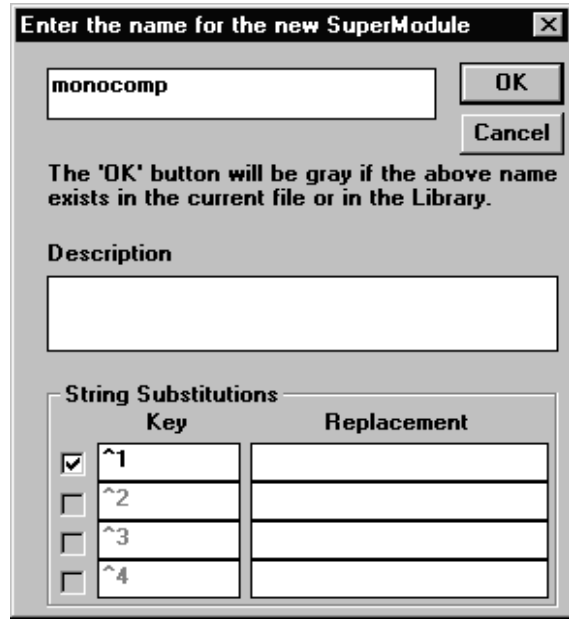 Enter the name for the new SuperModule
monocomp
OK
Cancel
The 'OK' button will be gray if the above name
exists in the current file or in the Library.
Description
String Substitutions
Key Replacement
^1
^2
^3
^4